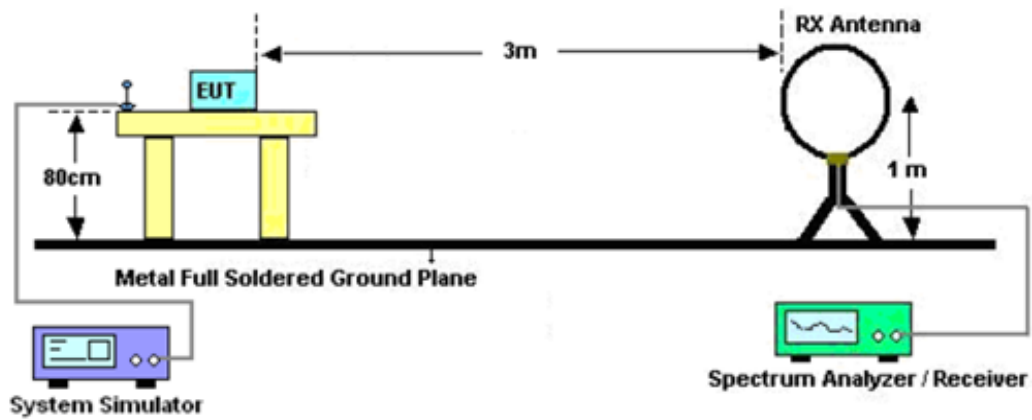 RX Antenna
3m
EUT
80cm
1 m
Metal Full Soldered Ground Plane
System Simulator
Spectrum Analyzer / Receiver